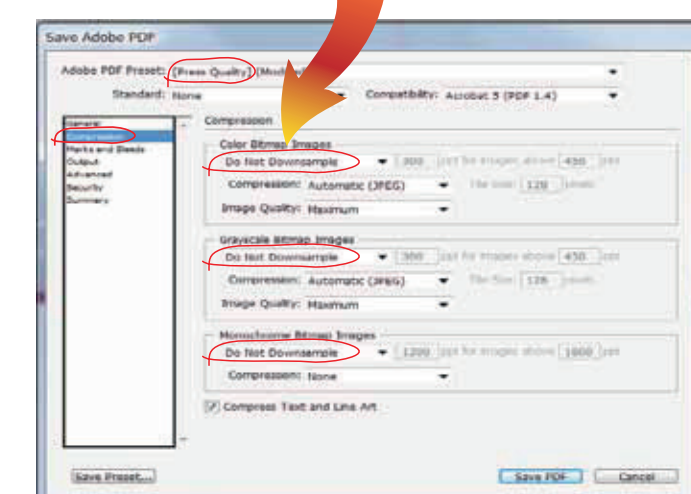 Save Adobe PDF
Adobe PDF Preset: [Press Quality] (Modified)
Standard: None Compatibility: Acrobat 5 (PDF 1.4)
General Compression
Compression
Marks and Bleeds
Output
Advanced
Security
Summary
Color Bitmap Images
Do Not Downsample 300 ppi for images above 450 ppi
Compression: Automatic (JPEG) Tile Size: 128 pixels
Image Quality: Maximum
Grayscale Bitmap Images
Do Not Downsample 300 ppi for images above 450 ppi
Compression: Automatic (JPEG) Tile Size: 128 pixels
Image Quality: Maximum
Monochrome Bitmap Images
Do Not Downsample 1200 ppi for images above 1800 ppi
Compression: None
Compress Text and Line Art
Save Preset... Save PDF Cancel